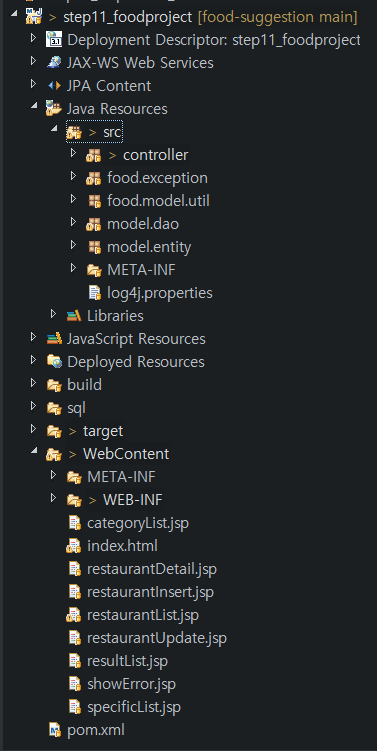 > step11_foodproject [food-suggestion main]
Deployment Descriptor: step11_foodproject
JAX-WS Web Services
JPA Content
Java Resources
> src
> controller
food.exception
food.model.util
model.dao
model.entity
META-INF
log4j.properties
Libraries
JavaScript Resources
Deployed Resources
build
sql
> target
> WebContent
META-INF
> WEB-INF
categoryList.jsp
index.html
restaurantDetail.jsp
restaurantInsert.jsp
restaurantList.jsp
restaurantUpdate.jsp
resultList.jsp
showError.jsp
specificList.jsp
pom.xml